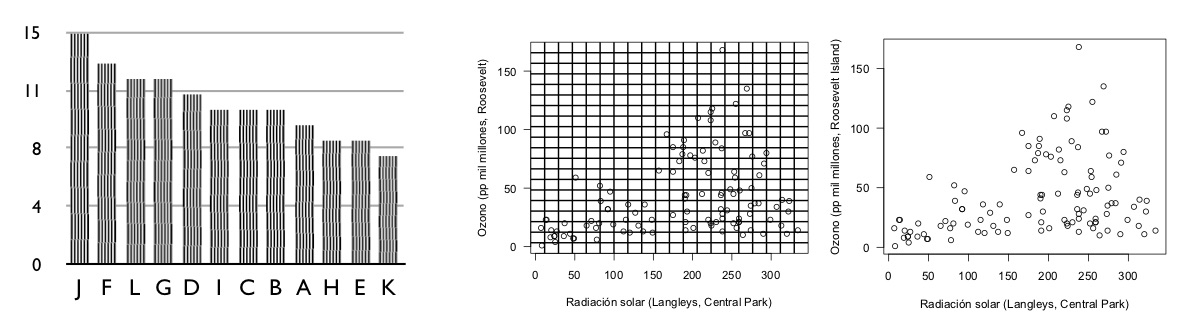 15
11
8
4
0
J F L G D I C B A H E K
Ozono (pp mil millones, Roosevelt)
150
100
50
0
0 50 100 150 200 250 300
Radiación solar (Langleys, Central Park)
Ozono (pp mil millones, Roosevelt Island)
150
100
50
0
0 50 100 150 200 250 300
Radiación solar (Langleys, Central Park)